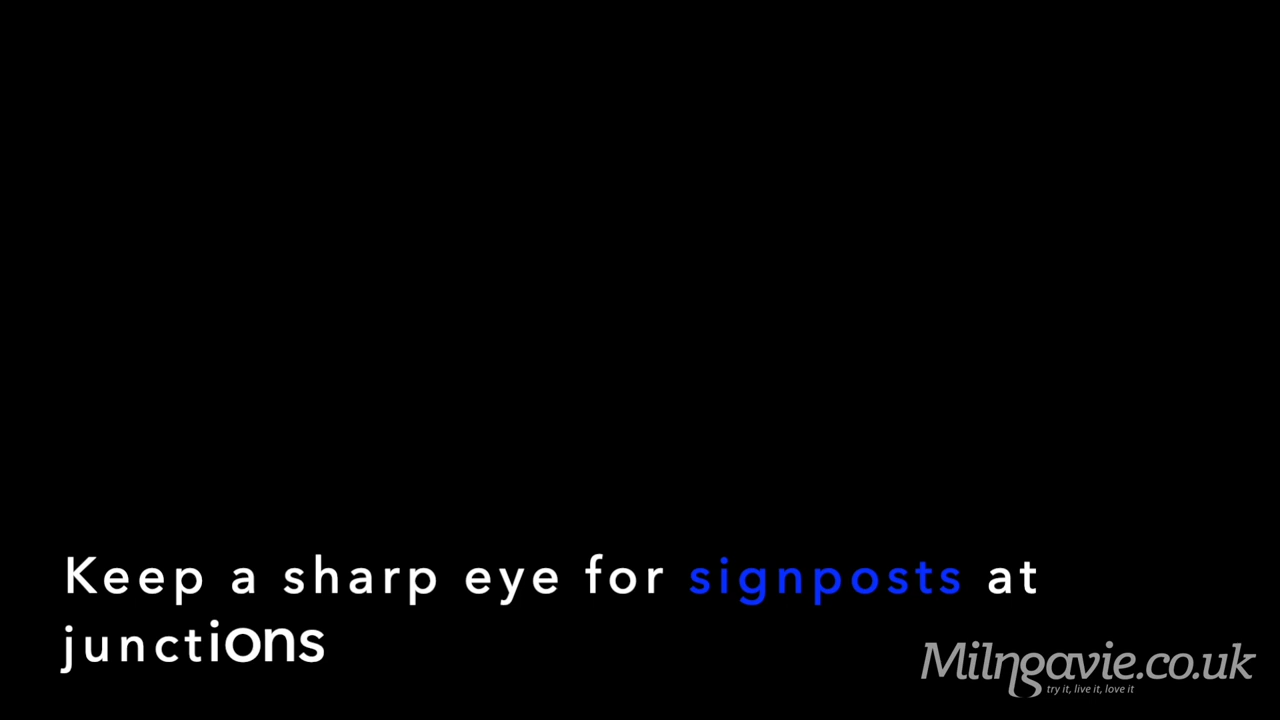 Keep a sharp eye for signposts at
junctions
Milngavie.co.uk
try it, live it, love it